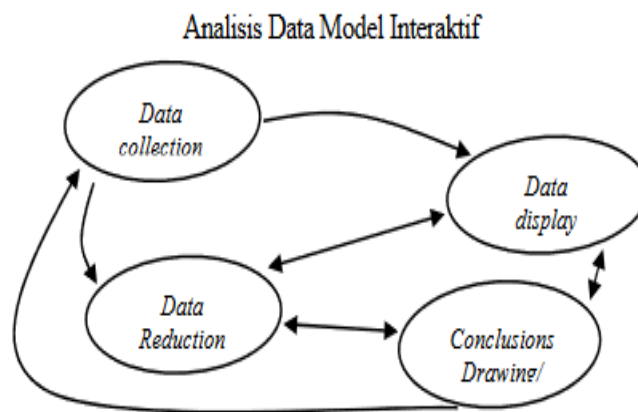 Analisis Data Model Interaktif
Data
collection
Data
display
Data
Reduction
Conclusions
Drawing/